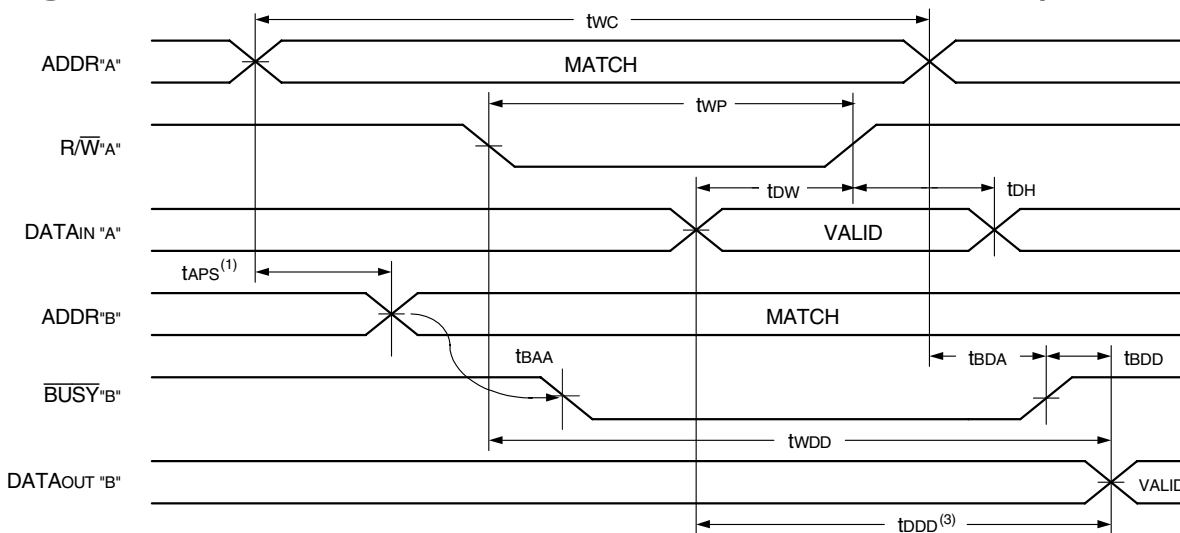 tWC
ADDR"A"
MATCH
tWP
R/W"A"
tDW
tDH
DATAIN "A"
VALID
tAPS(1)
ADDR"B"
MATCH
tBAA
tBDA
tBDD
BUSY"B"
tWDD
DATAOUT "B"
VALID
tDDD(3)